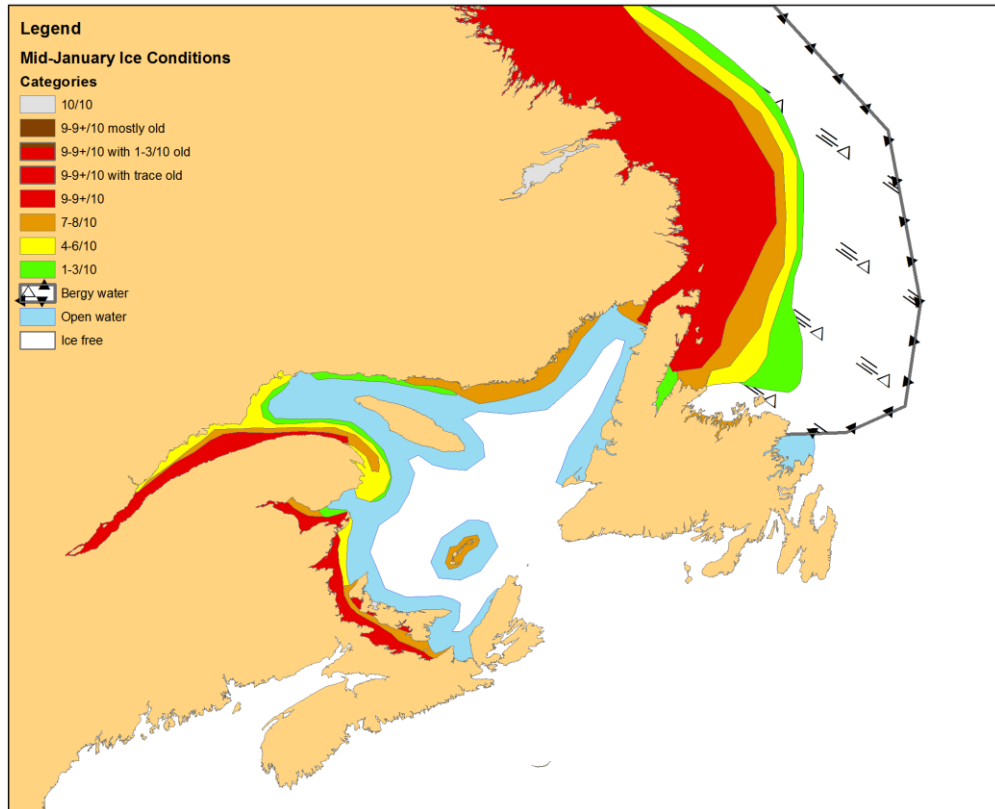 Legend
Mid-January Ice Conditions
Categories
10/10
9-9+/10 mostly old
9-9+/10 with 1-3/10 old
9-9+/10 with trace old
9-9+/10
7-8/10
4-6/10
1-3/10
Bergy water
Open water
Ice free